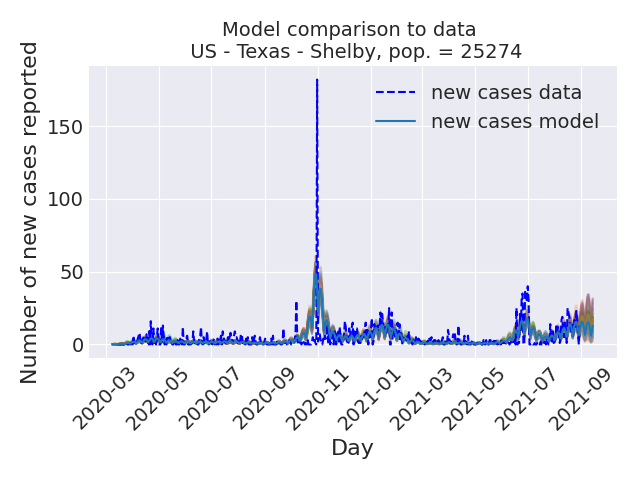 Model comparison to data
US - Texas - Shelby, pop. = 25274
Number of new cases reported
new cases data
new cases model
150
100
50
0
2020-03
2020-05
2020-07
2020-09
2020-11
2021-01
2021-03
2021-05
2021-07
2021-09
Day